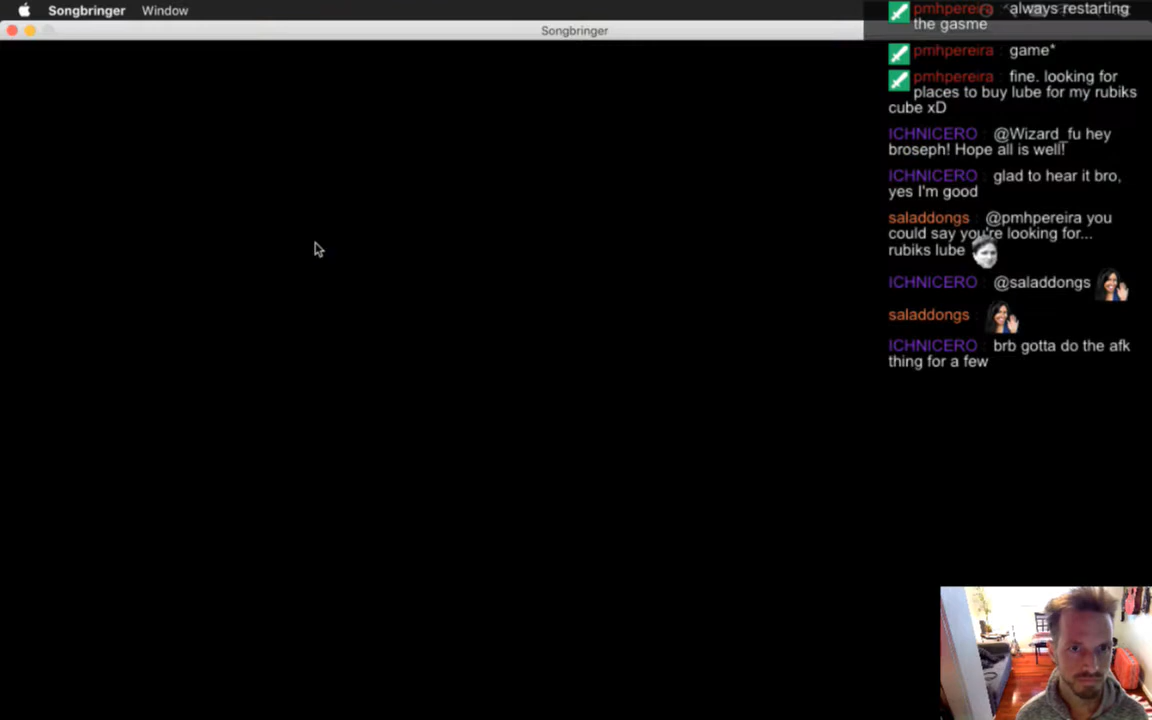 Songbringer Window
Songbringer
pmhpereira : always restarting
the gasme
pmhpereira : game*
pmhpereira : fine. looking for
places to buy lube for my rubiks
cube xD
ICHNICERO : @Wizard_fu hey
broseph! Hope all is well!
ICHNICERO : glad to hear it bro,
yes I'm good
saladdongs : @pmhpereira you
could say you're looking for...
rubiks lube
ICHNICERO : @saladdongs
saladdongs :
ICHNICERO : brb gotta do the afk
thing for a few